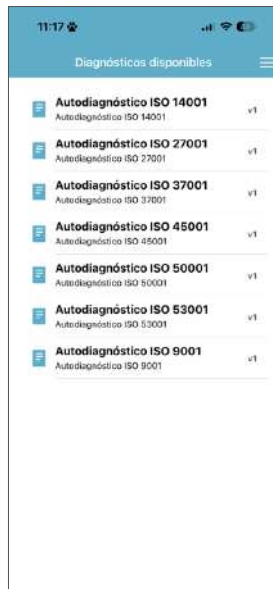 11:17
Diagnósticos disponibles
Autodiagnóstico ISO 14001
v1
Autodiagnóstico ISO 14001
Autodiagnóstico ISO 27001
v1
Autodiagnóstico ISO 27001
Autodiagnóstico ISO 37001
v1
Autodiagnóstico ISO 37001
Autodiagnóstico ISO 45001
v1
Autodiagnóstico ISO 45001
Autodiagnóstico ISO 50001
v1
Autodiagnóstico ISO 50001
Autodiagnóstico ISO 53001
v1
Autodiagnóstico ISO 53001
Autodiagnóstico ISO 9001
v1
Autodiagnóstico ISO 9001